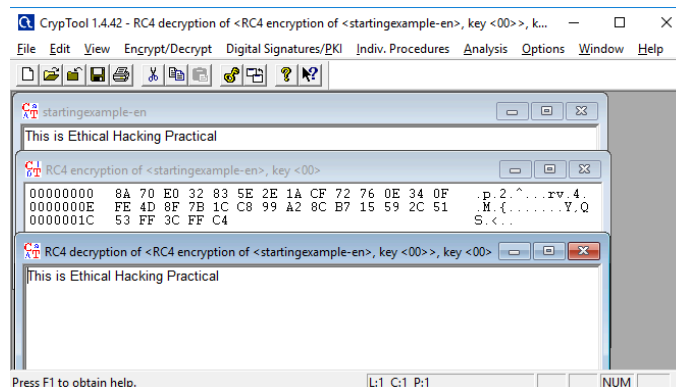 CrypTool 1.4.42 - RC4 decryption of <RC4 encryption of <startingexample-en>, key <00>>, k...
File Edit View Encrypt/Decrypt Digital Signatures/PKI Indiv. Procedures Analysis Options Window Help
startingexample-en
This is Ethical Hacking Practical
RC4 encryption of <startingexample-en>, key <00>
00000000 8A 70 E0 32 83 5E 2E 1A CF 72 76 0E 34 0F .p.2.^...rv.4.
0000000E FE 4D 8F 7B 1C C8 99 A2 8C B7 15 59 2C 51 .M.{.......Y,Q
0000001C 53 FF 3C FF C4 S.<..
RC4 decryption of <RC4 encryption of <startingexample-en>, key <00>>, key <00>
This is Ethical Hacking Practical
Press F1 to obtain help. L:1 C:1 P:1 NUM